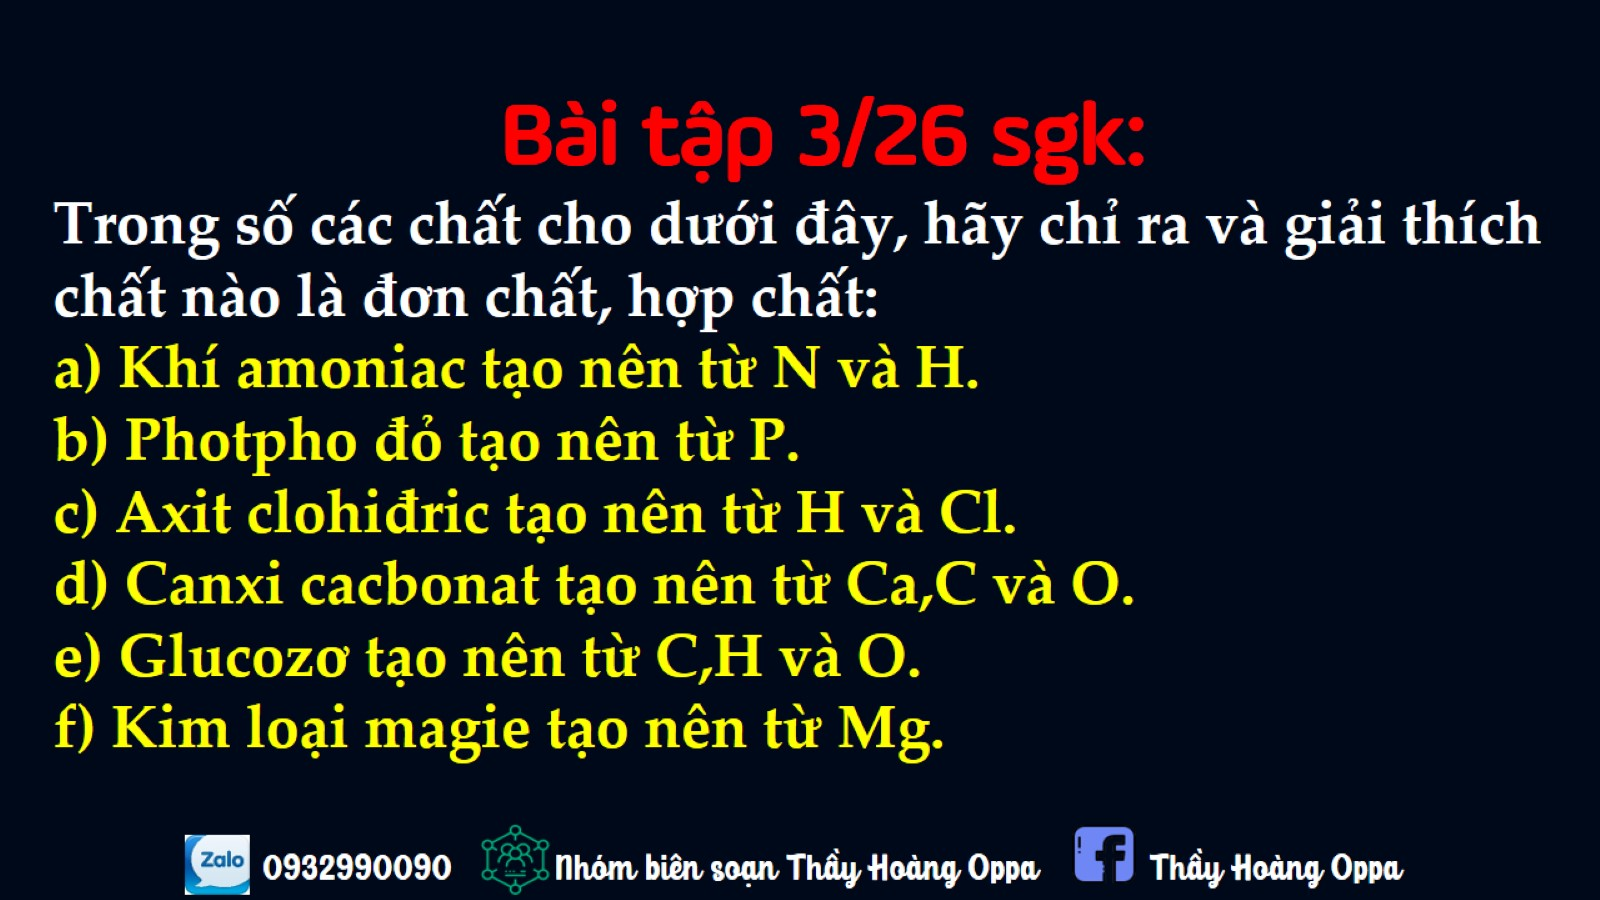 Bài tập 3/26 sgk:
Trong số các chất cho dưới đây, hãy chỉ ra và giải thích
chất nào là đơn chất, hợp chất:
a) Khí amoniac tạo nên từ N và H.
b) Photpho đỏ tạo nên từ P.
c) Axit clohiđric tạo nên từ H và Cl.
d) Canxi cacbonat tạo nên từ Ca,C và O.
e) Glucozơ tạo nên từ C,H và O.
f) Kim loại magie tạo nên từ Mg.
Zalo 0932990090 Nhóm biên soạn Thầy Hoàng Oppa f Thầy Hoàng Oppa